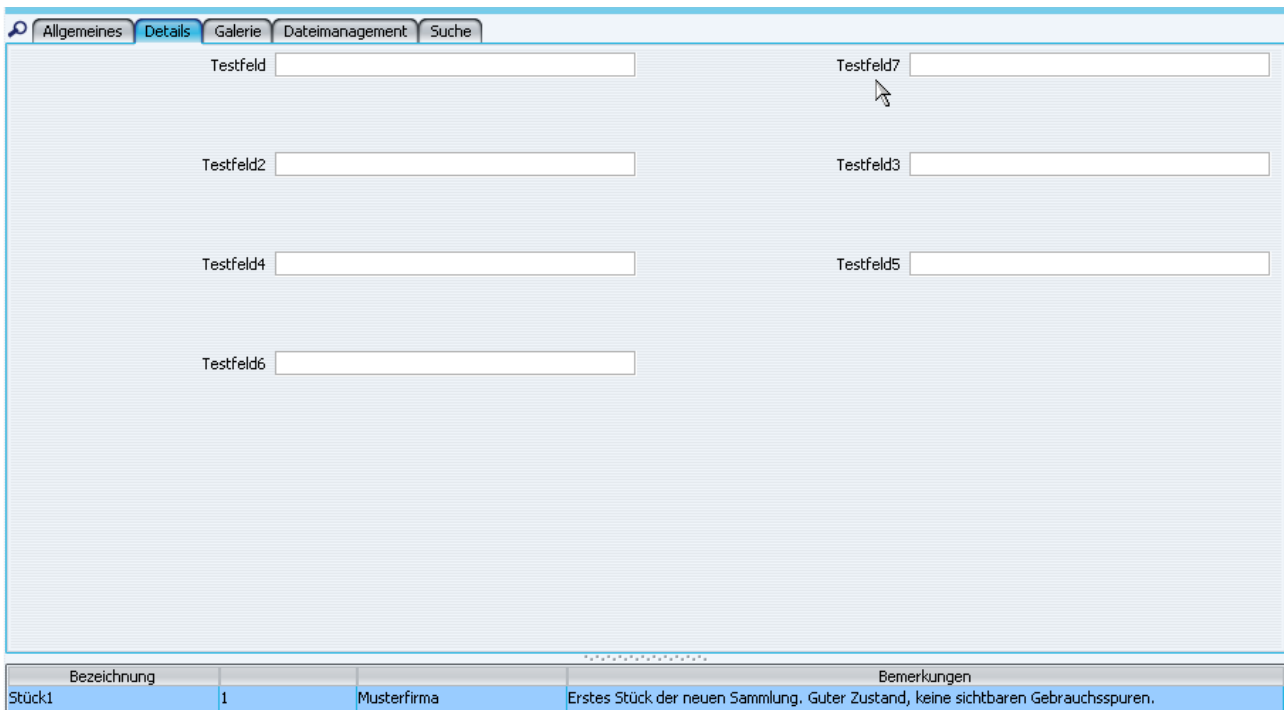 Allgemeines Details Galerie Dateimanagement Suche
Testfeld Testfeld7
Testfeld2 Testfeld3
Testfeld4 Testfeld5
Testfeld6
Bezeichnung Bemerkungen
Stück1 1 Musterfirma Erstes Stück der neuen Sammlung. Guter Zustand, keine sichtbaren Gebrauchsspuren.